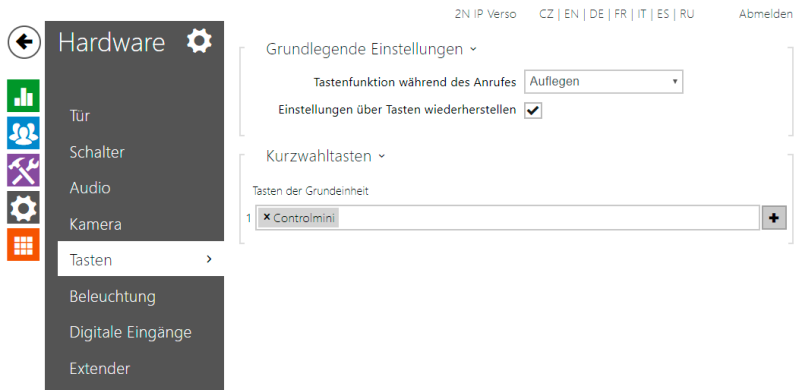 2N IP Verso CZ | EN | DE | FR | IT | ES | RU Abmelden
Hardware
Tür
Schalter
Audio
Kamera
Tasten
Beleuchtung
Digitale Eingänge
Extender
Grundlegende Einstellungen
Tastenfunktion während des Anrufes Auflegen
Einstellungen über Tasten wiederherstellen
Kurzwahltasten
Tasten der Grundeinheit
1 × Controlmini +